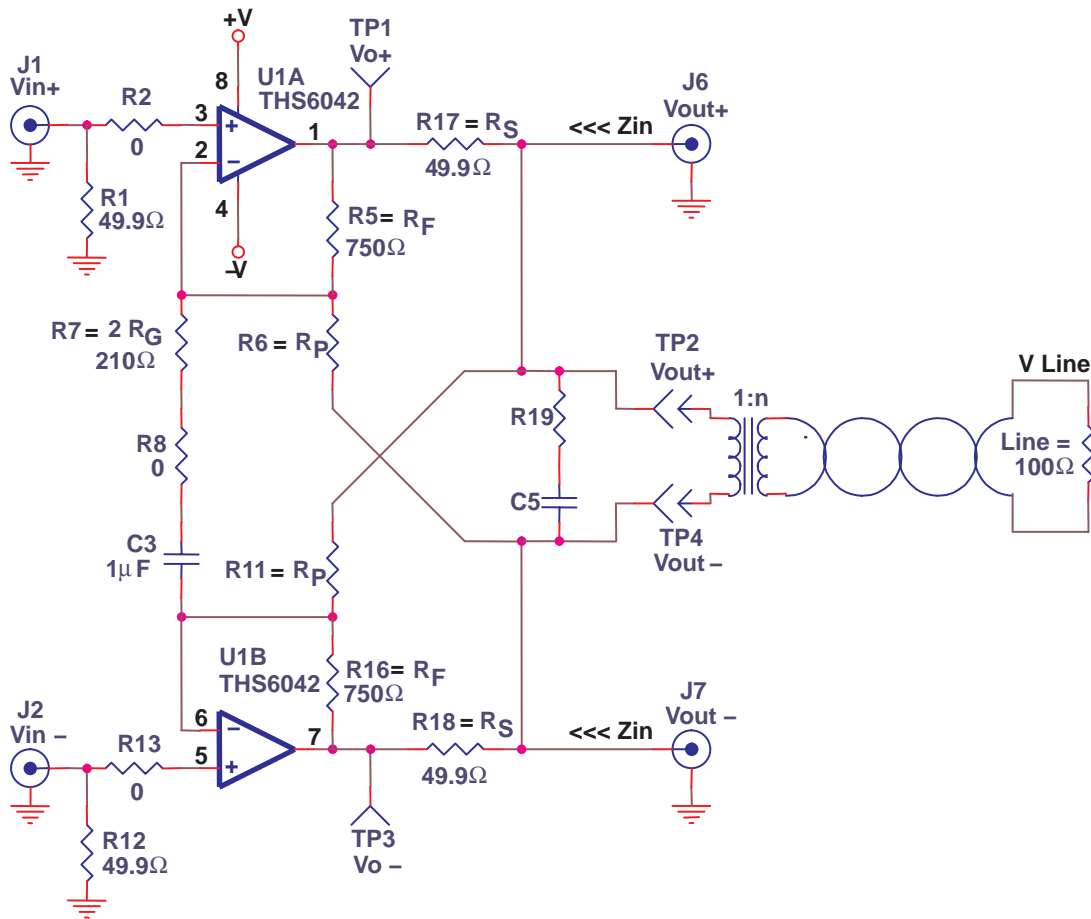 +V
TP1
Vo+
J1
Vin+
8
U1A
THS6042
J6
Vout+
R2
0
3
+
1
2
−
R17 = RS
49.9Ω
<<< Zin
R1
49.9Ω
4
–V
R5 = RF
750Ω
R7 = 2 RG
210Ω
R6 = RP
TP2
Vout+
1:n
V Line
R19
R8
0
Line =
100Ω
C5
C3
1μF
TP4
Vout –
R11 = RP
U1B
THS6042
R16 = RF
750Ω
J2
Vin –
R13
0
6
−
5
+
7
R18 = RS
49.9Ω
<<< Zin
J7
Vout –
R12
49.9Ω
TP3
Vo –